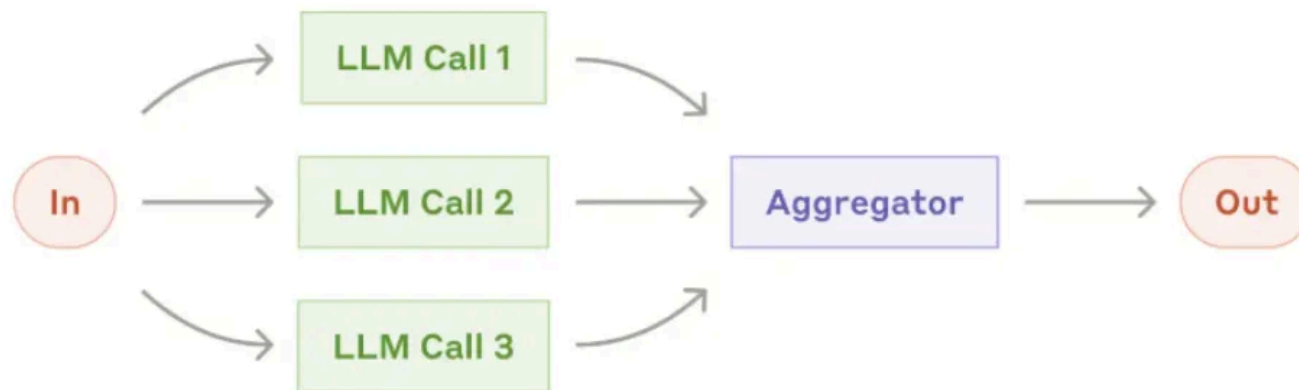 LLM Call 1
In
LLM Call 2
Aggregator
Out
LLM Call 3